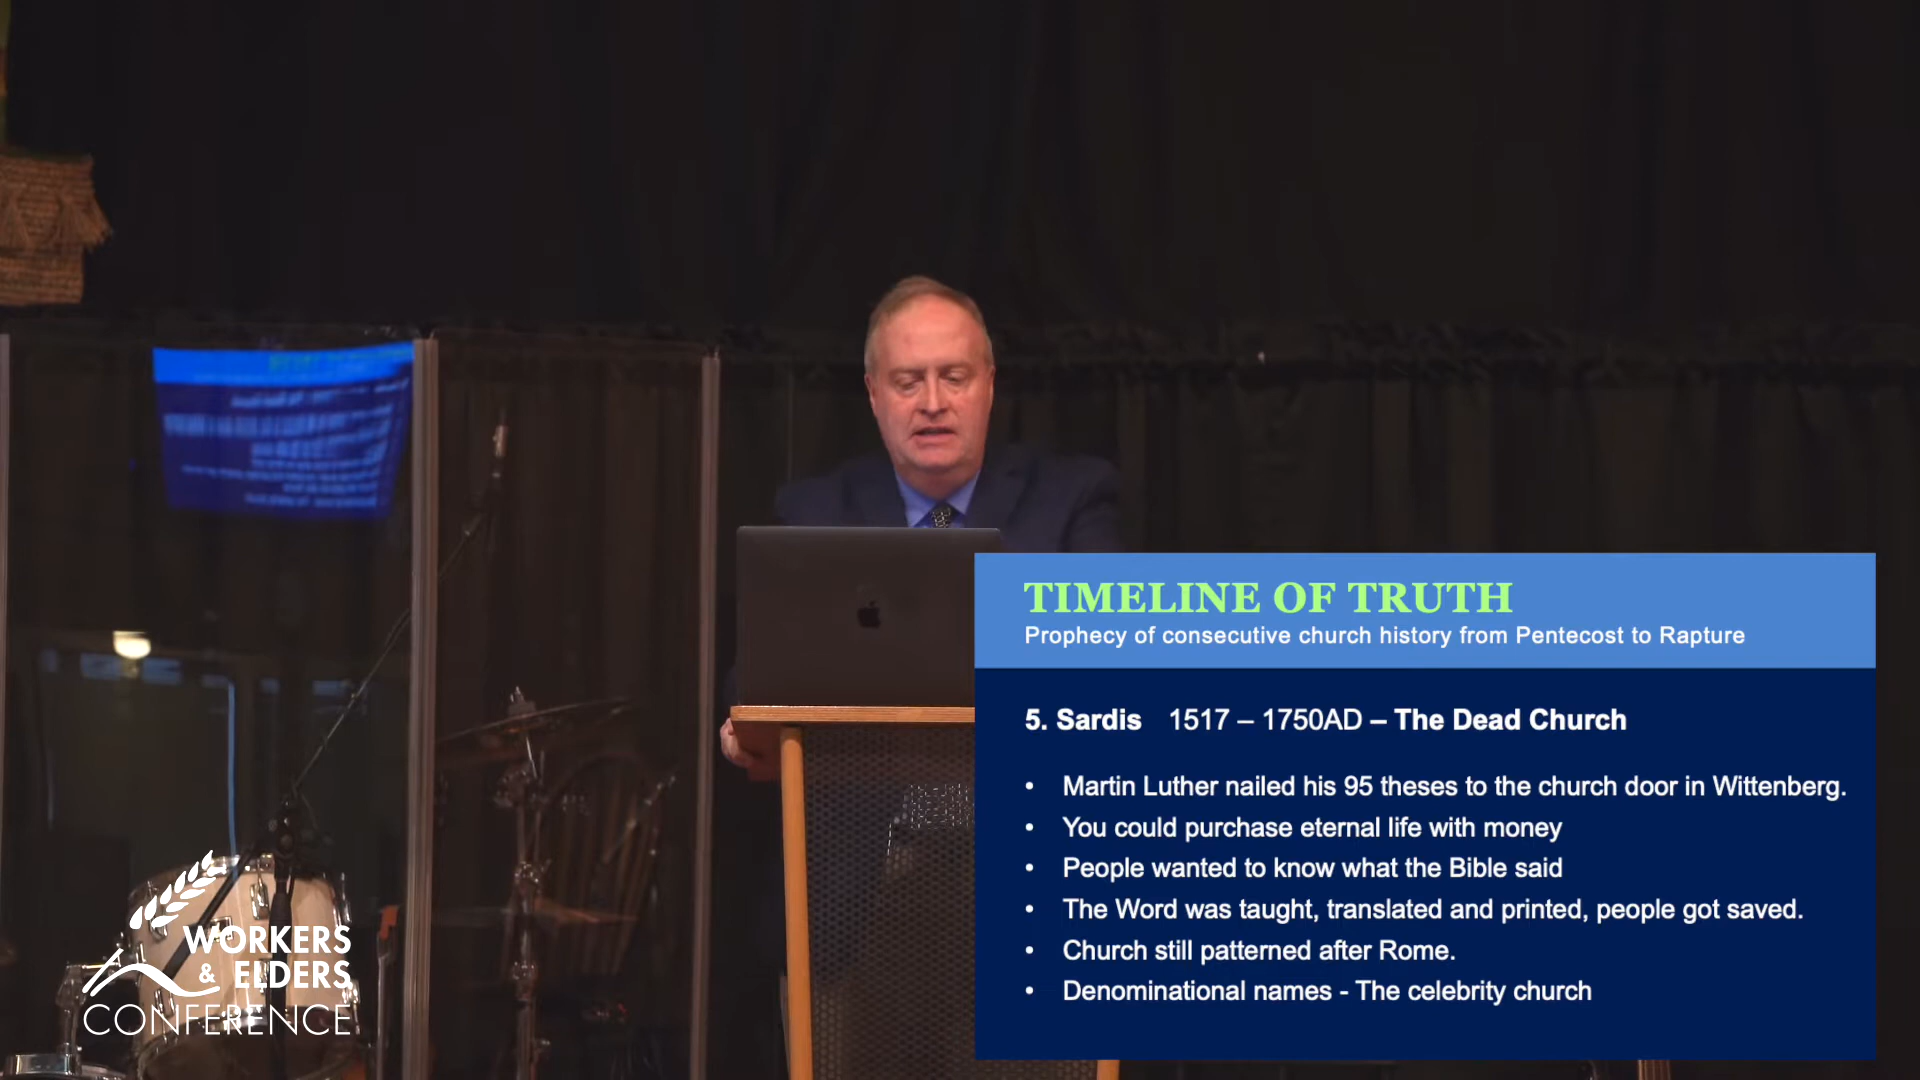 TIMELINE OF TRUTH
Prophecy of consecutive church history from Pentecost to Rapture
5. Sardis 1517 – 1750AD – The Dead Church
• Martin Luther nailed his 95 theses to the church door in Wittenberg.
• You could purchase eternal life with money
• People wanted to know what the Bible said
• The Word was taught, translated and printed, people got saved.
• Church still patterned after Rome.
• Denominational names - The celebrity church
WORKERS
& ELDERS
CONFERENCE